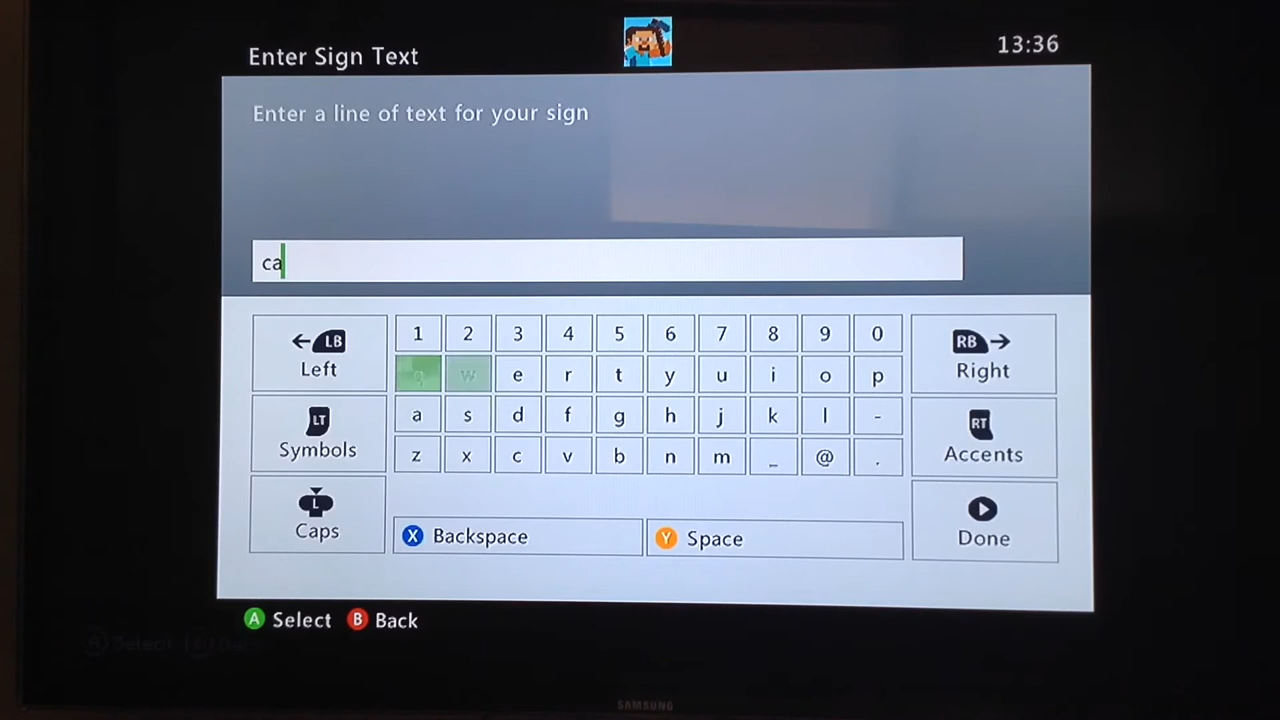 Enter Sign Text
13:36
Enter a line of text for your sign
ca
LB
Left
1 2 3 4 5 6 7 8 9 0
RB
Right
q w e r t y u i o p
LT
Symbols
a s d f g h j k l -
RT
Accents
z x c v b n m _ @ .
L
Caps
X Backspace
Y Space
Done
A Select B Back
A Select B Back
SAMSUNG